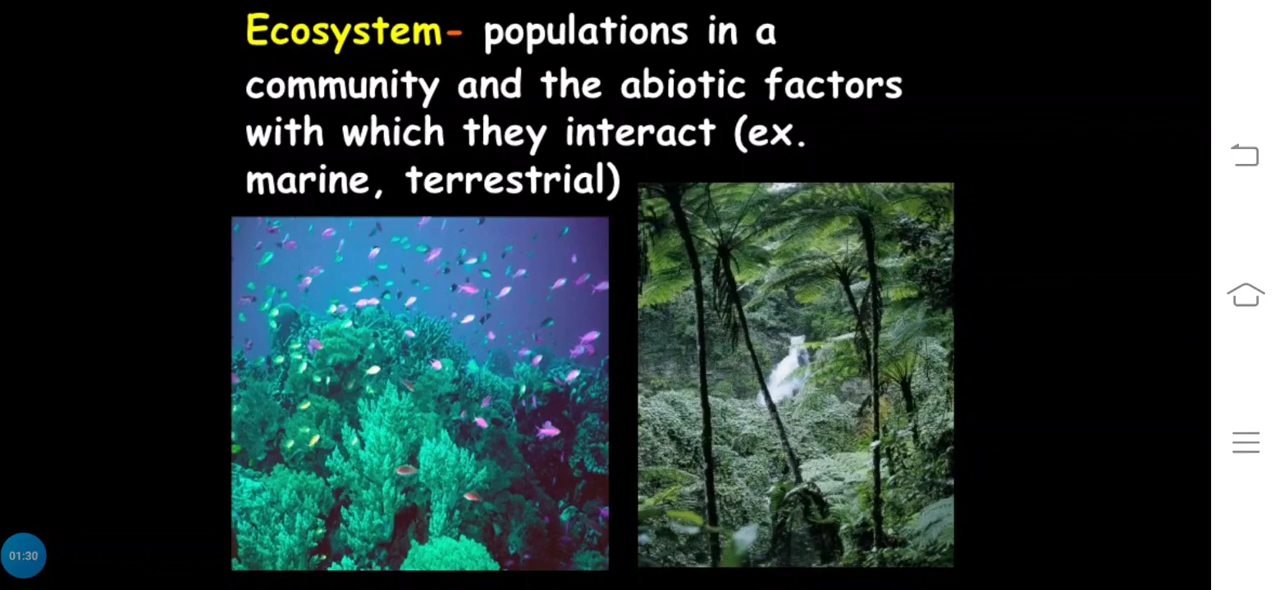 Ecosystem- populations in a
community and the abiotic factors
with which they interact (ex.
marine, terrestrial)
01:30